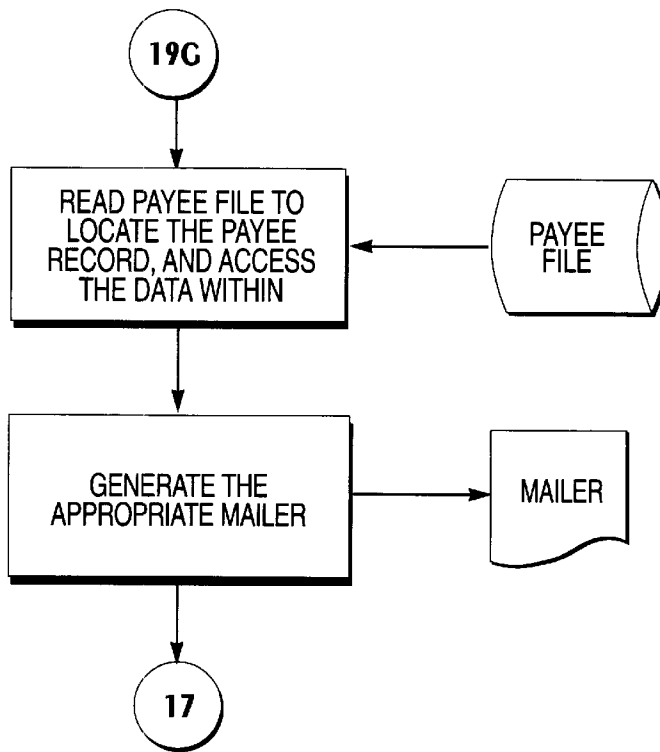 19G
READ PAYEE FILE TO
LOCATE THE PAYEE
RECORD, AND ACCESS
THE DATA WITHIN
PAYEE
FILE
GENERATE THE
APPROPRIATE MAILER
MAILER
17